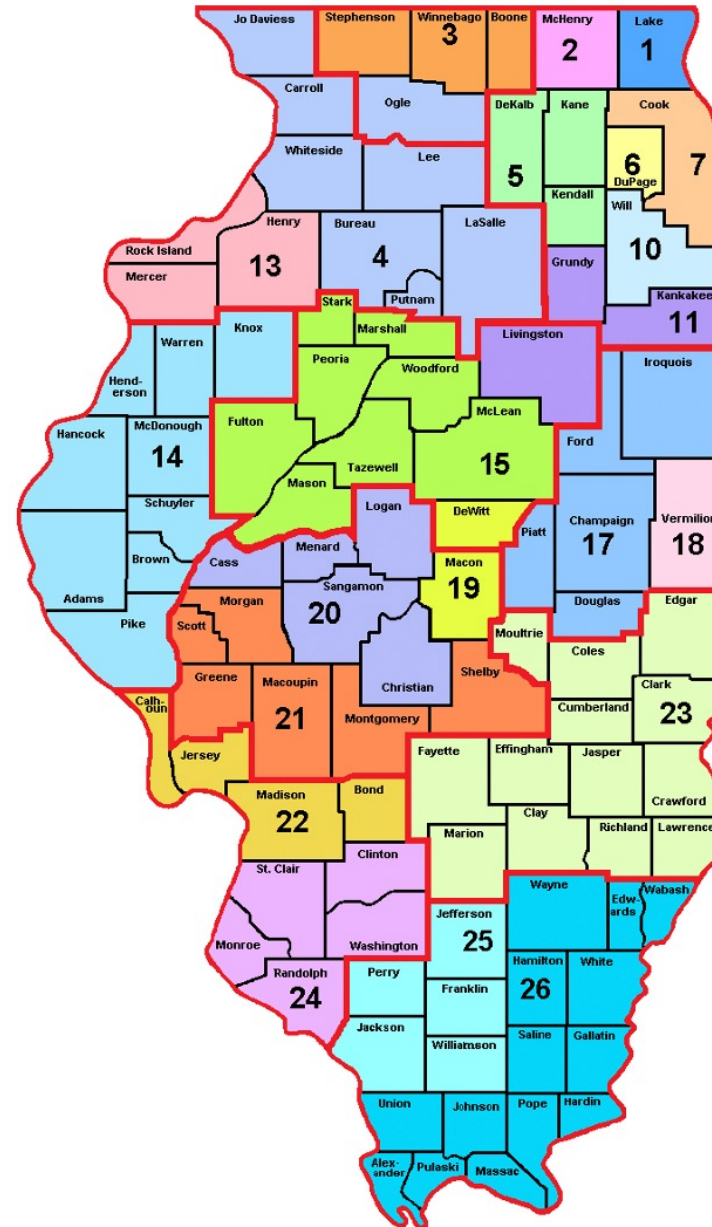 Jo Daviess
Stephenson
Winnebago
Boone
McHenry
Lake
3
2
1
Carroll
Ogle
DeKalb
Kane
Cook
Whiteside
Lee
5
6
7
DuPage
Kendall
Will
Henry
Bureau
LaSalle
Rock Island
13
4
10
Mercer
Putnam
Grundy
Kankakee
11
Stark
Marshall
Knox
Warren
Livingston
Peoria
Woodford
Iroquois
Hend-
erson
McLean
Hancock
McDonough
Fulton
Ford
14
Tazewell
15
Mason
Schuyler
Logan
DeWitt
Piatt
Champaign
Vermilion
17
18
Menard
Macon
Brown
Cass
Sangamon
19
Adams
20
Morgan
Douglas
Edgar
Pike
Scott
Moultrie
Coles
Greene
Macoupin
Shelby
Christian
Clark
Calh-
oun
21
Montgomery
Cumberland
23
Jersey
Fayette
Effingham
Jasper
Madison
Bond
Crawford
22
Clay
Marion
Richland
Lawrence
Clinton
St. Clair
Wayne
Wabash
Edw-
ards
Jefferson
25
Monroe
Washington
Hamilton
White
Randolph
Perry
26
24
Franklin
Jackson
Saline
Gallatin
Williamson
Union
Johnson
Pope
Hardin
Alex-
ander
Pulaski
Massac